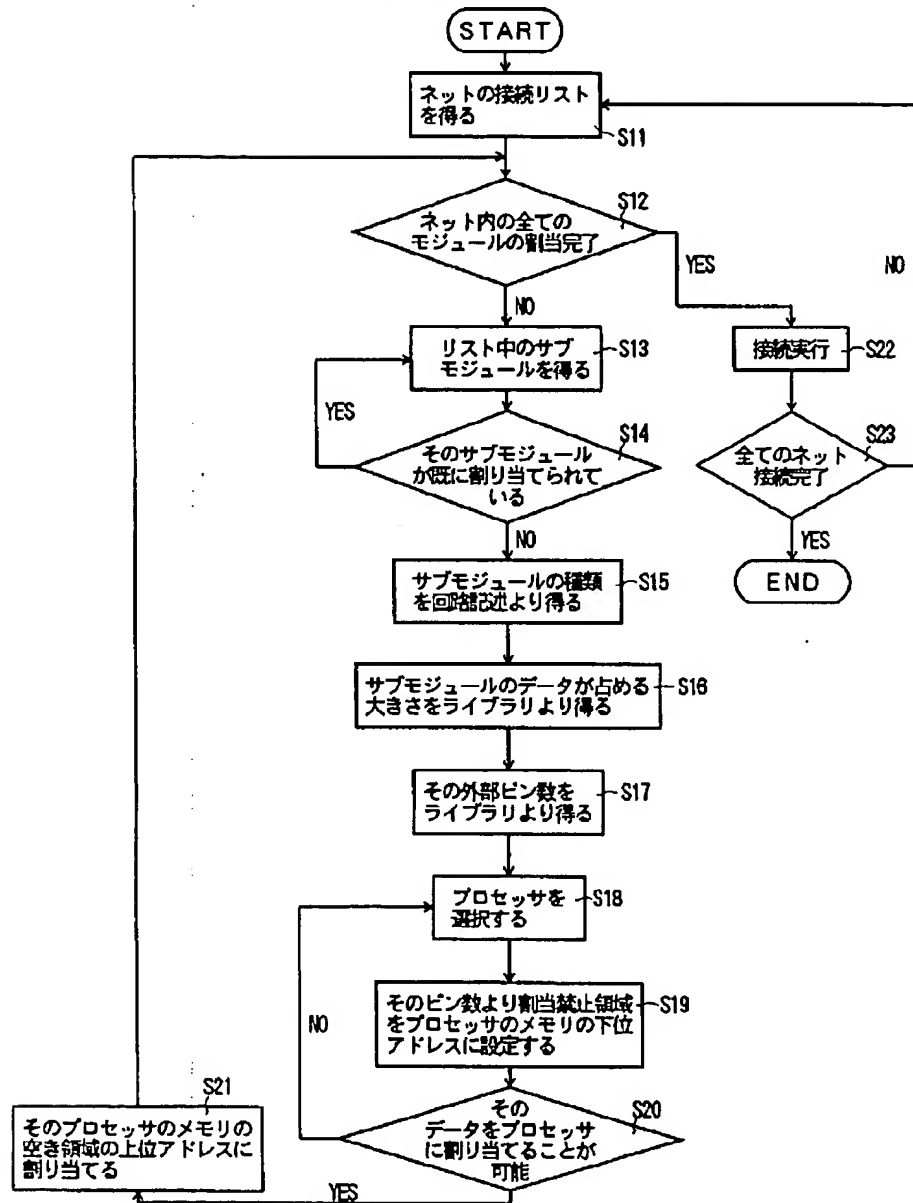 START
ネットの接続リスト
を得る
S11
ネット内の全ての
モジュールの割当完了
S12
YES
NO
NO
リスト中のサブ
モジュールを得る
S13
接続実行
S22
YES
そのサブモジュール
が既に割り当てられて
いる
S14
全てのネット
接続完了
S23
NO
YES
サブモジュールの種類
を回路記述より得る
S15
END
サブモジュールのデータが占める
大きさをライブラリより得る
S16
その外部ピン数を
ライブラリより得る
S17
プロセッサを
選択する
S18
そのピン数より割当禁止領域
をプロセッサのメモリの下位
アドレスに設定する
S19
NO
その
データをプロセッサ
に割り当てることが
可能
S20
S21
そのプロセッサのメモリの
空き領域の上位アドレスに
割り当てる
YES